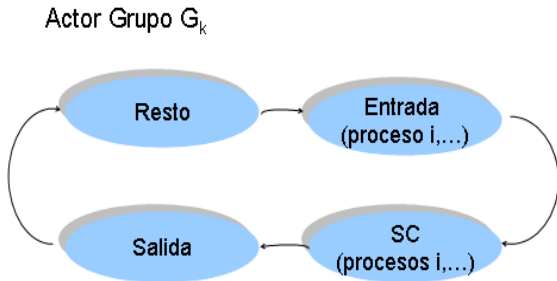 Actor Grupo Gk
Resto
Entrada
(proceso i,...)
Salida
SC
(procesos i,...)